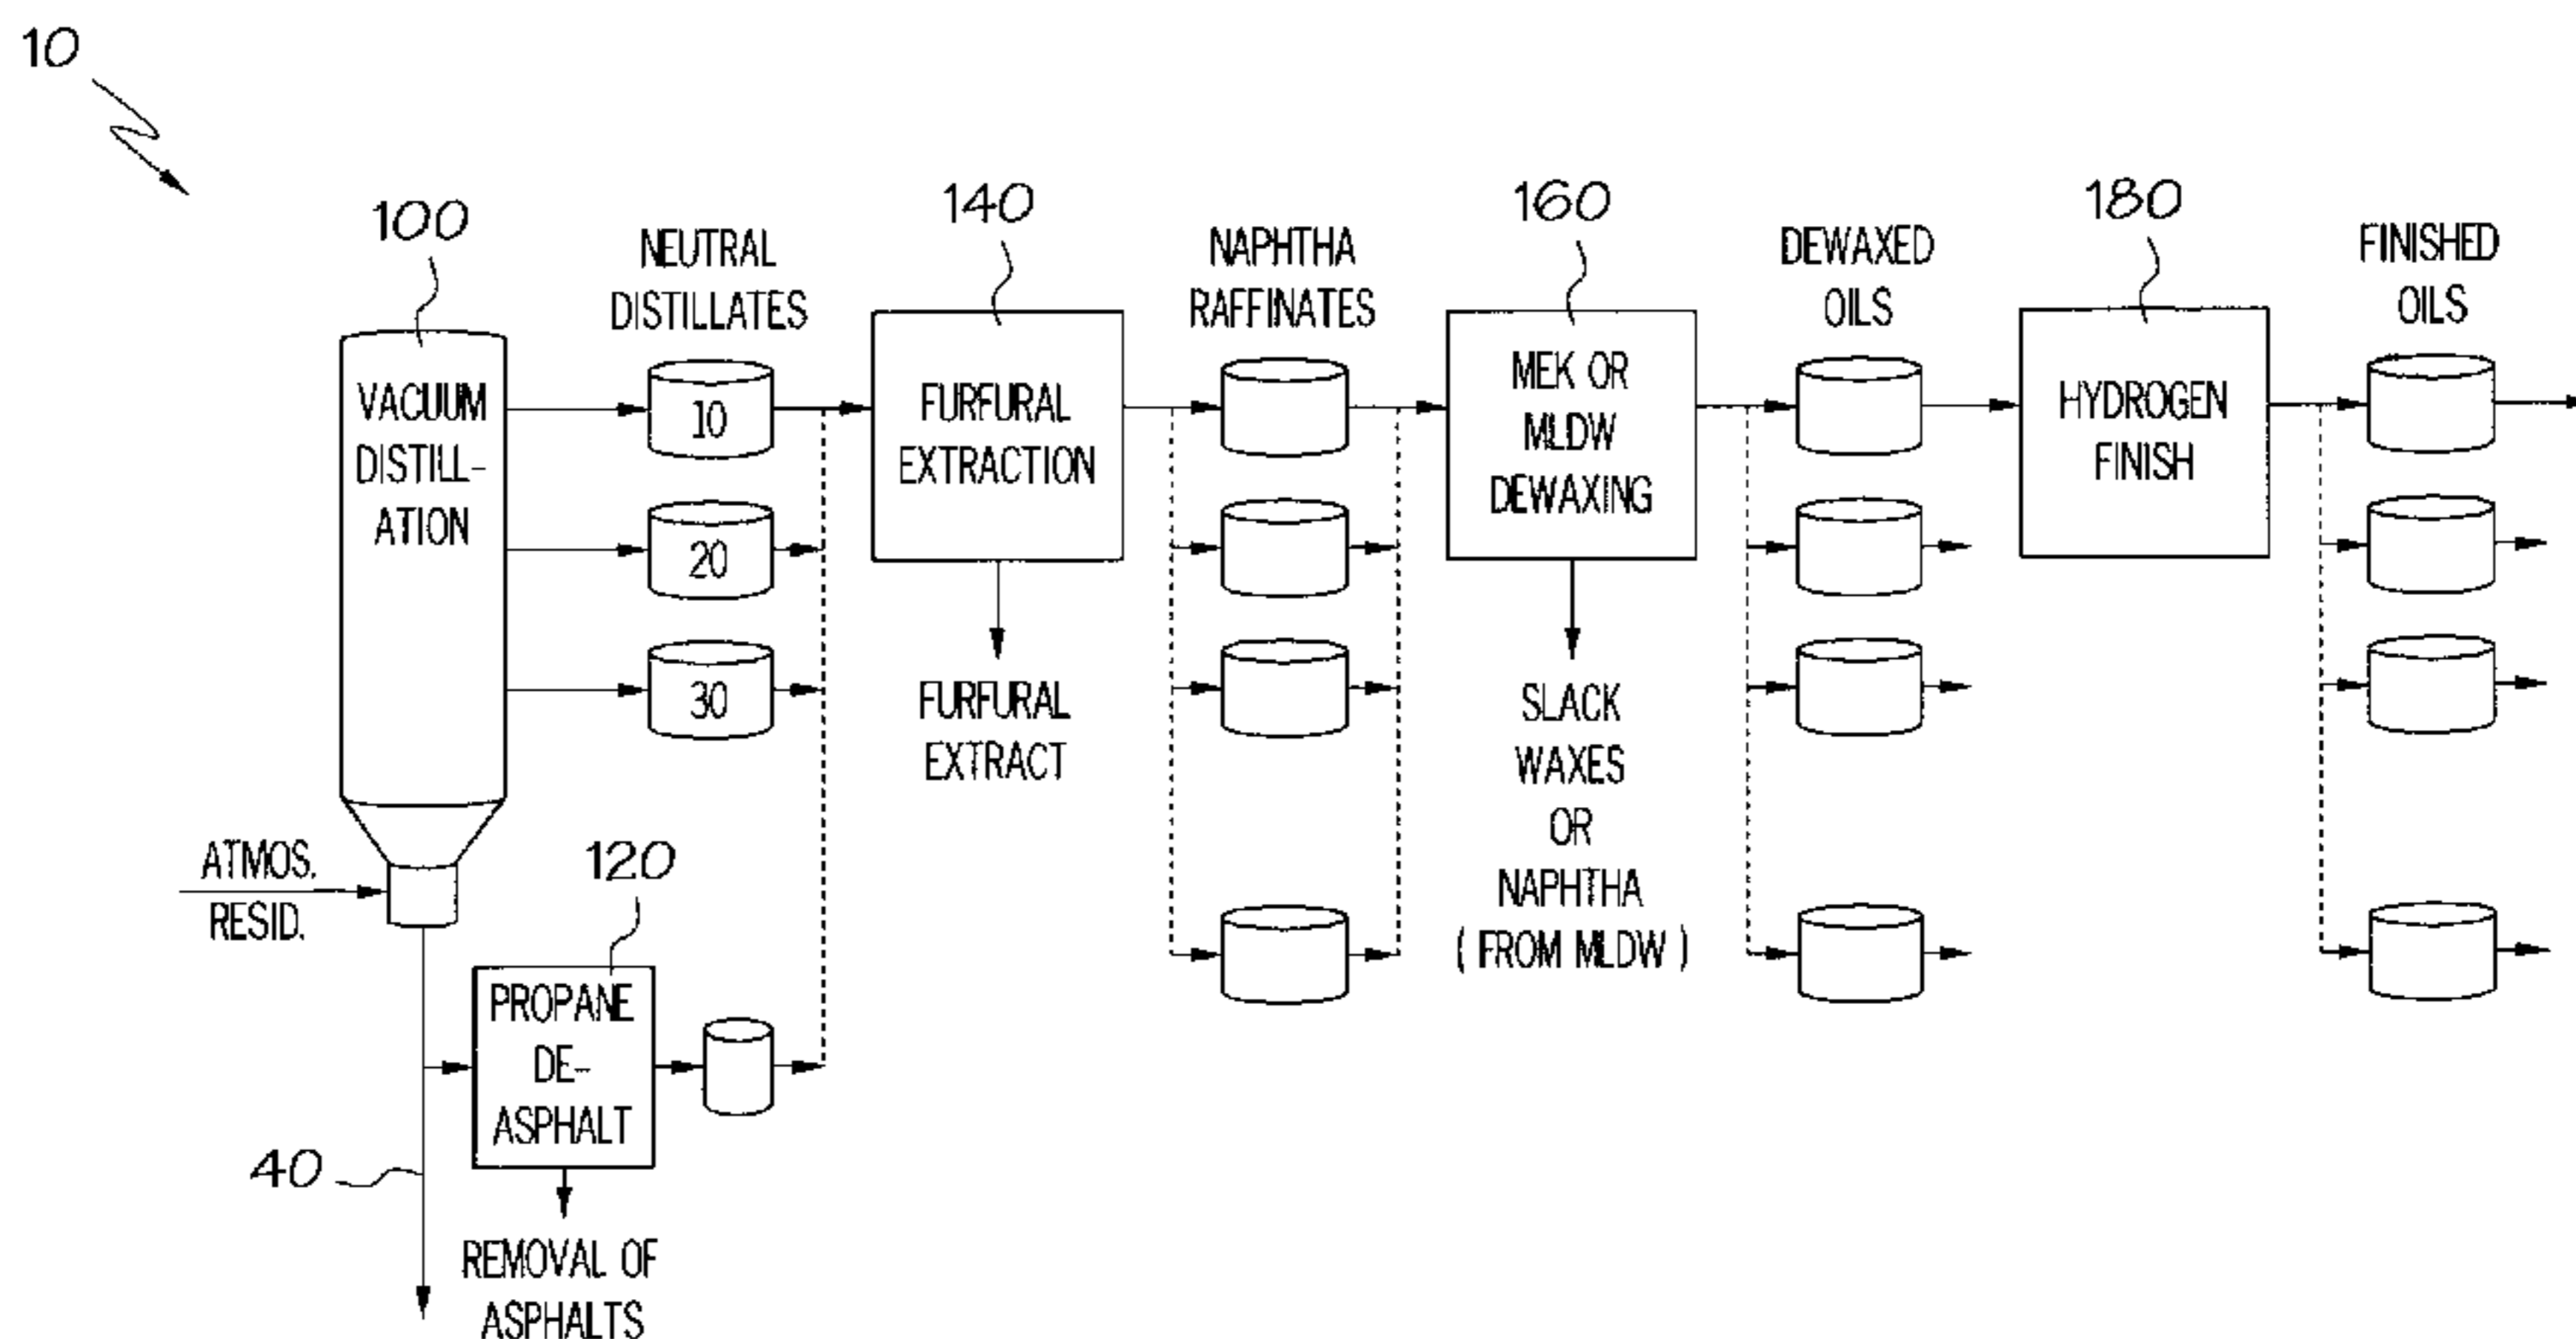 10
100
NEUTRAL
DISTILLATES
140
NAPHTHA
RAFFINATES
160
DEWAXED
OILS
180
FINISHED
OILS
VACUUM
DISTILL-
ATION
10
20
30
FURFURAL
EXTRACTION
FURFURAL
EXTRACT
MEK OR
MLDW
DEWAXING
SLACK
WAXES
OR
NAPHTHA
( FROM MLDW )
HYDROGEN
FINISH
ATMOS.
RESID.
120
PROPANE
DE-
ASPHALT
40
REMOVAL OF
ASPHALTS